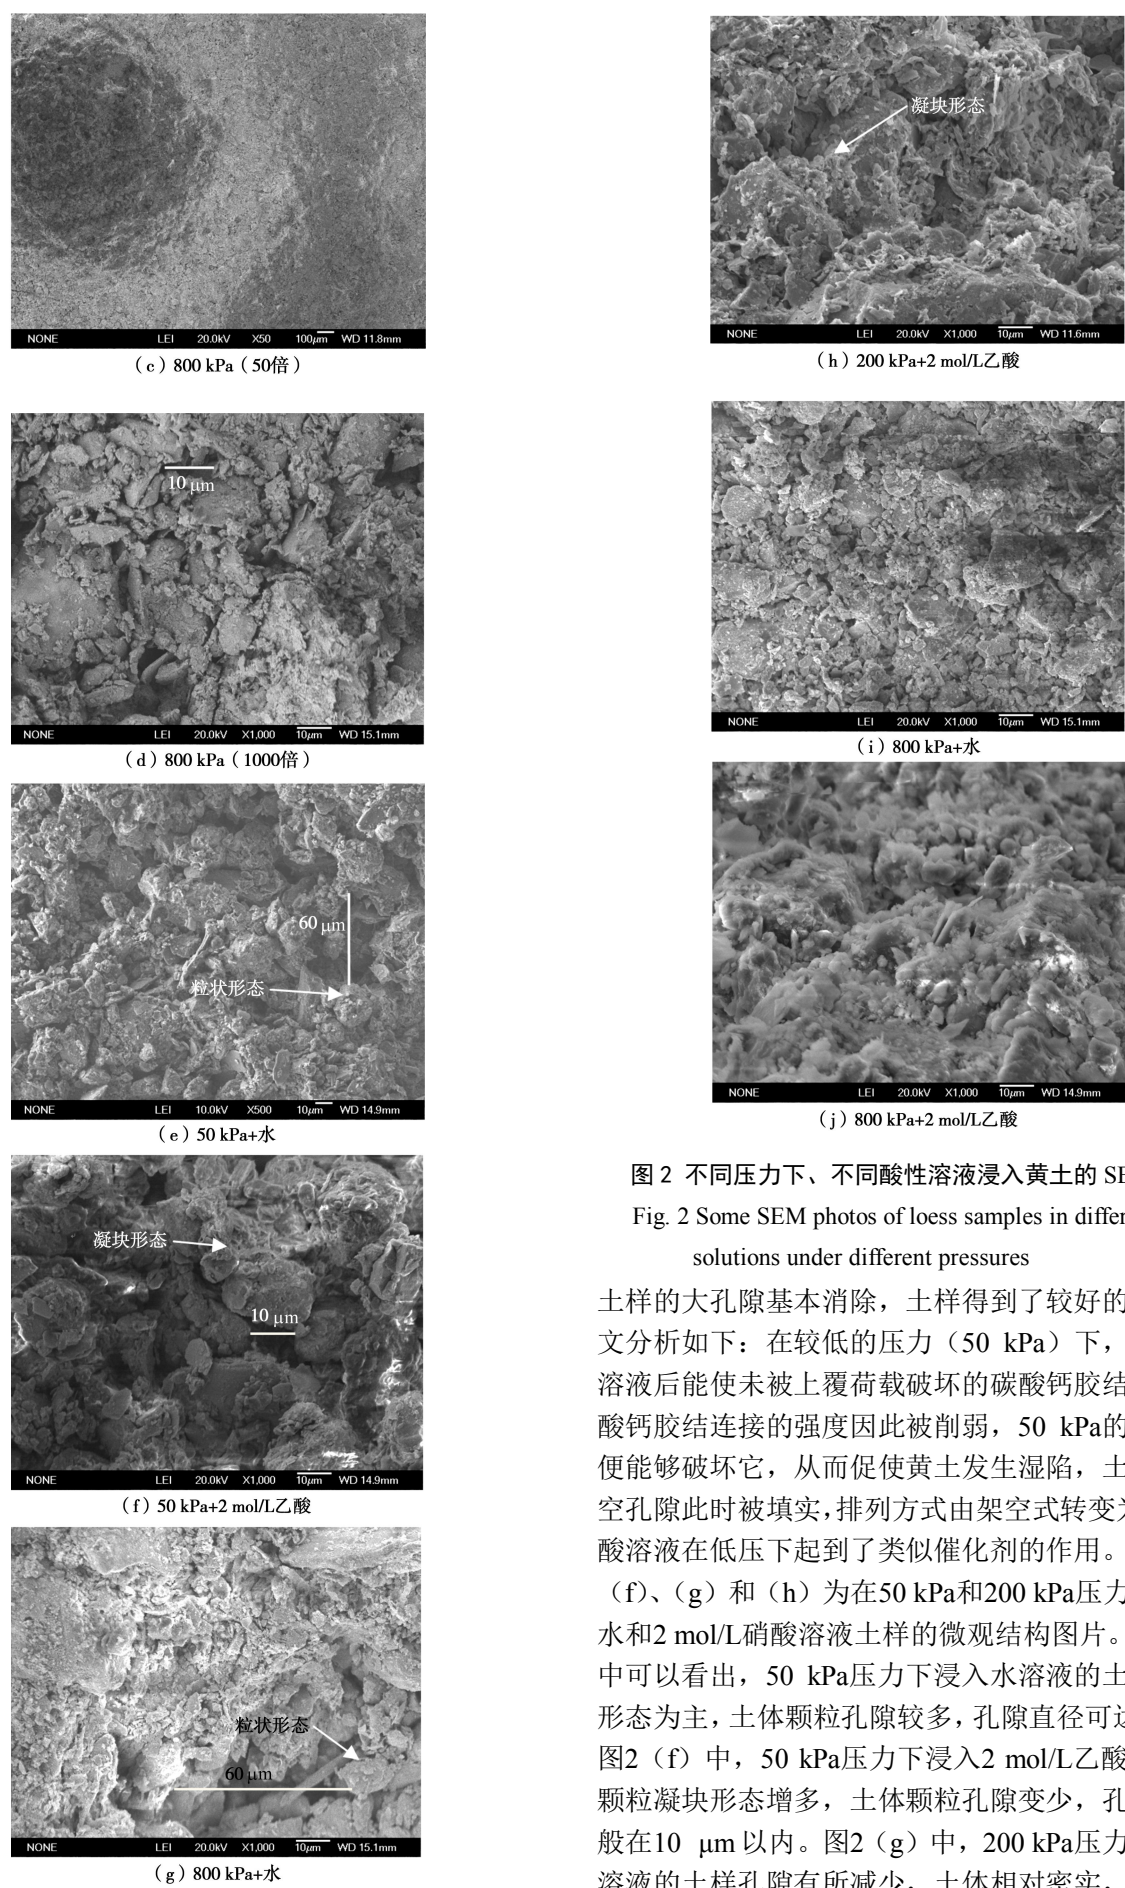 NONE LEI 20.0kV X50 100μm WD 11.8mm
（c）800 kPa（50倍）
10 μm
NONE LEI 20.0kV X1,000 10μm WD 15.1mm
（d）800 kPa（1000倍）
60 μm
粒状形态
NONE LEI 10.0kV X500 10μm WD 14.9mm
（e）50 kPa+水
凝块形态
10 μm
NONE LEI 20.0kV X1,000 10μm WD 14.9mm
（f）50 kPa+2 mol/L乙酸
粒状形态
60 μm
NONE LEI 20.0kV X1,000 10μm WD 15.1mm
（g）800 kPa+水
凝块形态
NONE LEI 20.0kV X1,000 10μm WD 11.6mm
（h）200 kPa+2 mol/L乙酸
NONE LEI 20.0kV X1,000 10μm WD 15.1mm
（i）800 kPa+水
NONE LEI 20.0kV X1,000 10μm WD 14.9mm
（j）800 kPa+2 mol/L乙酸
图 2 不同压力下、不同酸性溶液浸入黄土的 SE
Fig. 2 Some SEM photos of loess samples in differ
solutions under different pressures
土样的大孔隙基本消除，土样得到了较好的
文分析如下：在较低的压力（50 kPa）下，
溶液后能使未被上覆荷载破坏的碳酸钙胶结
酸钙胶结连接的强度因此被削弱，50 kPa的
便能够破坏它，从而促使黄土发生湿陷，土
空孔隙此时被填实，排列方式由架空式转变为
酸溶液在低压下起到了类似催化剂的作用。
（f）、（g）和（h）为在50 kPa和200 kPa压力
水和2 mol/L硝酸溶液土样的微观结构图片。
中可以看出，50 kPa压力下浸入水溶液的土
形态为主，土体颗粒孔隙较多，孔隙直径可达
图2（f）中，50 kPa压力下浸入2 mol/L乙酸
颗粒凝块形态增多，土体颗粒孔隙变少，孔
般在10 μm以内。图2（g）中，200 kPa压力
溶液的土样孔隙有所减少，土体相对密实，